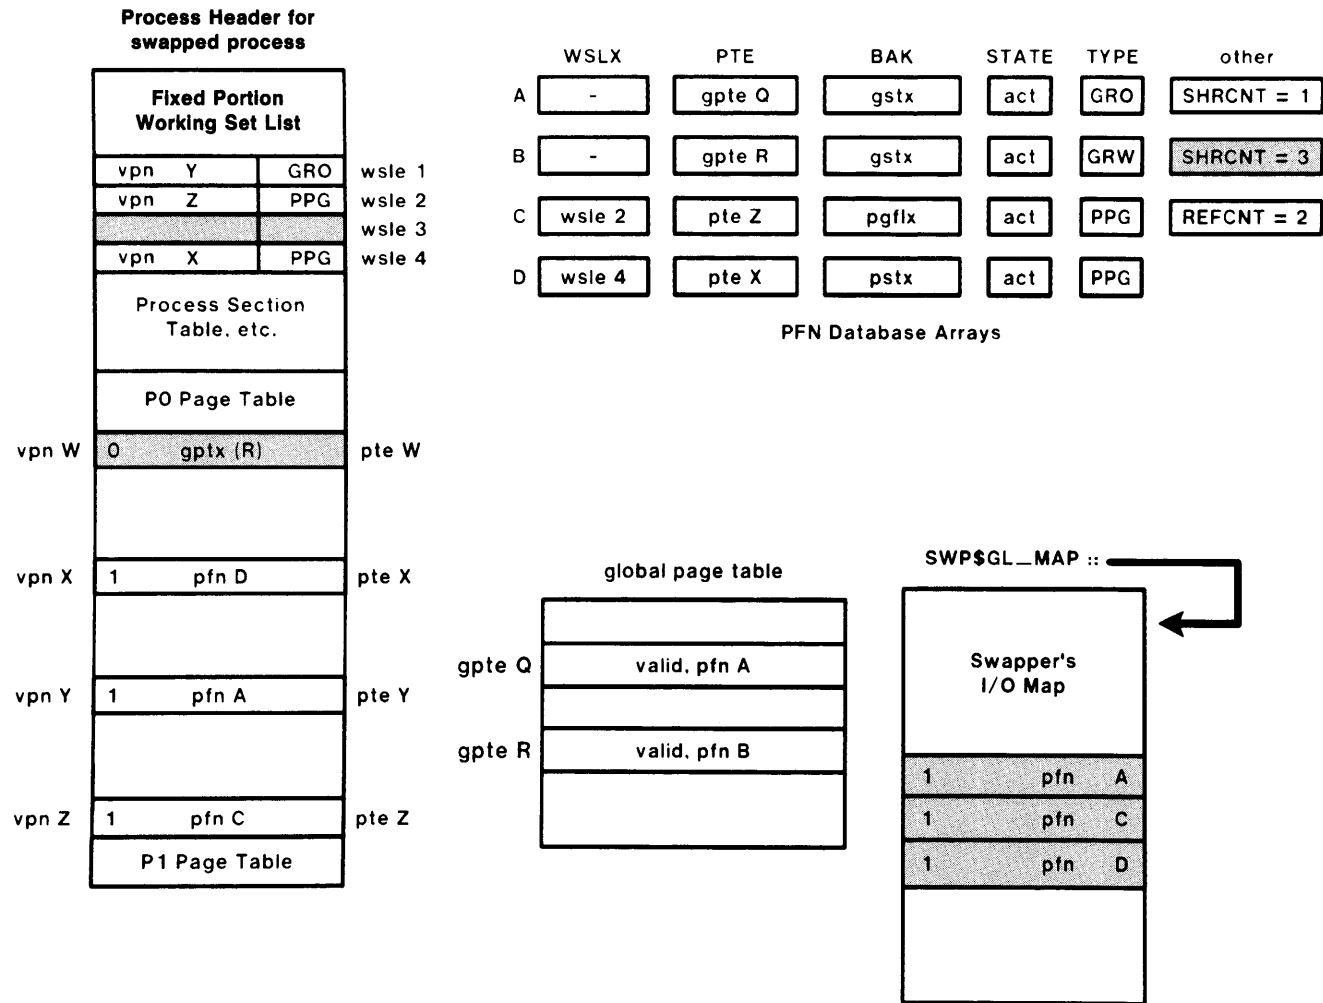 Process Header for
swapped process
Fixed Portion
Working Set List
vpn Y GRO wsle 1
vpn Z PPG wsle 2
wsle 3
vpn X PPG wsle 4
Process Section
Table, etc.
P0 Page Table
vpn W 0 gptx (R) pte W
vpn X 1 pfn D pte X
vpn Y 1 pfn A pte Y
vpn Z 1 pfn C pte Z
P1 Page Table
WSLX PTE BAK STATE TYPE other
A - gpte Q gstx act GRO SHRCNT = 1
B - gpte R gstx act GRW SHRCNT = 3
C wsle 2 pte Z pgflx act PPG REFCNT = 2
D wsle 4 pte X pstx act PPG
PFN Database Arrays
global page table
gpte Q valid, pfn A
gpte R valid, pfn B
SWP$GL_MAP ::
Swapper's
I/O Map
1 pfn A
1 pfn C
1 pfn D